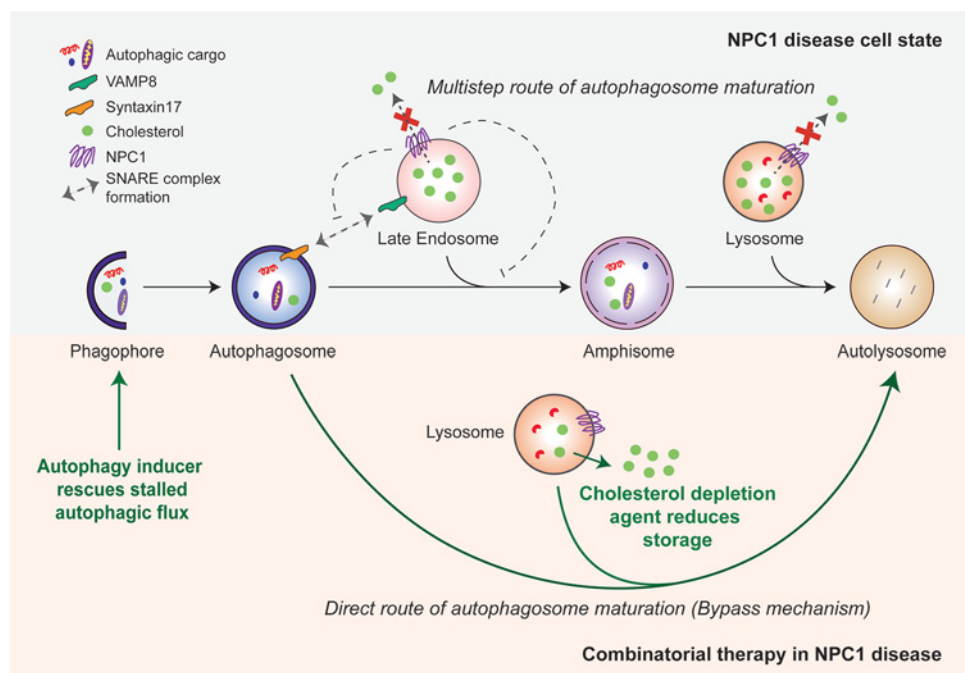 NPC1 disease cell state
Autophagic cargo
VAMP8
Syntaxin17
Cholesterol
NPC1
SNARE complex
formation
Multistep route of autophagosome maturation
Late Endosome
Lysosome
Phagophore
Autophagosome
Amphisome
Autolysosome
Lysosome
Autophagy inducer
rescues stalled
autophagic flux
Cholesterol depletion
agent reduces
storage
Direct route of autophagosome maturation (Bypass mechanism)
Combinatorial therapy in NPC1 disease